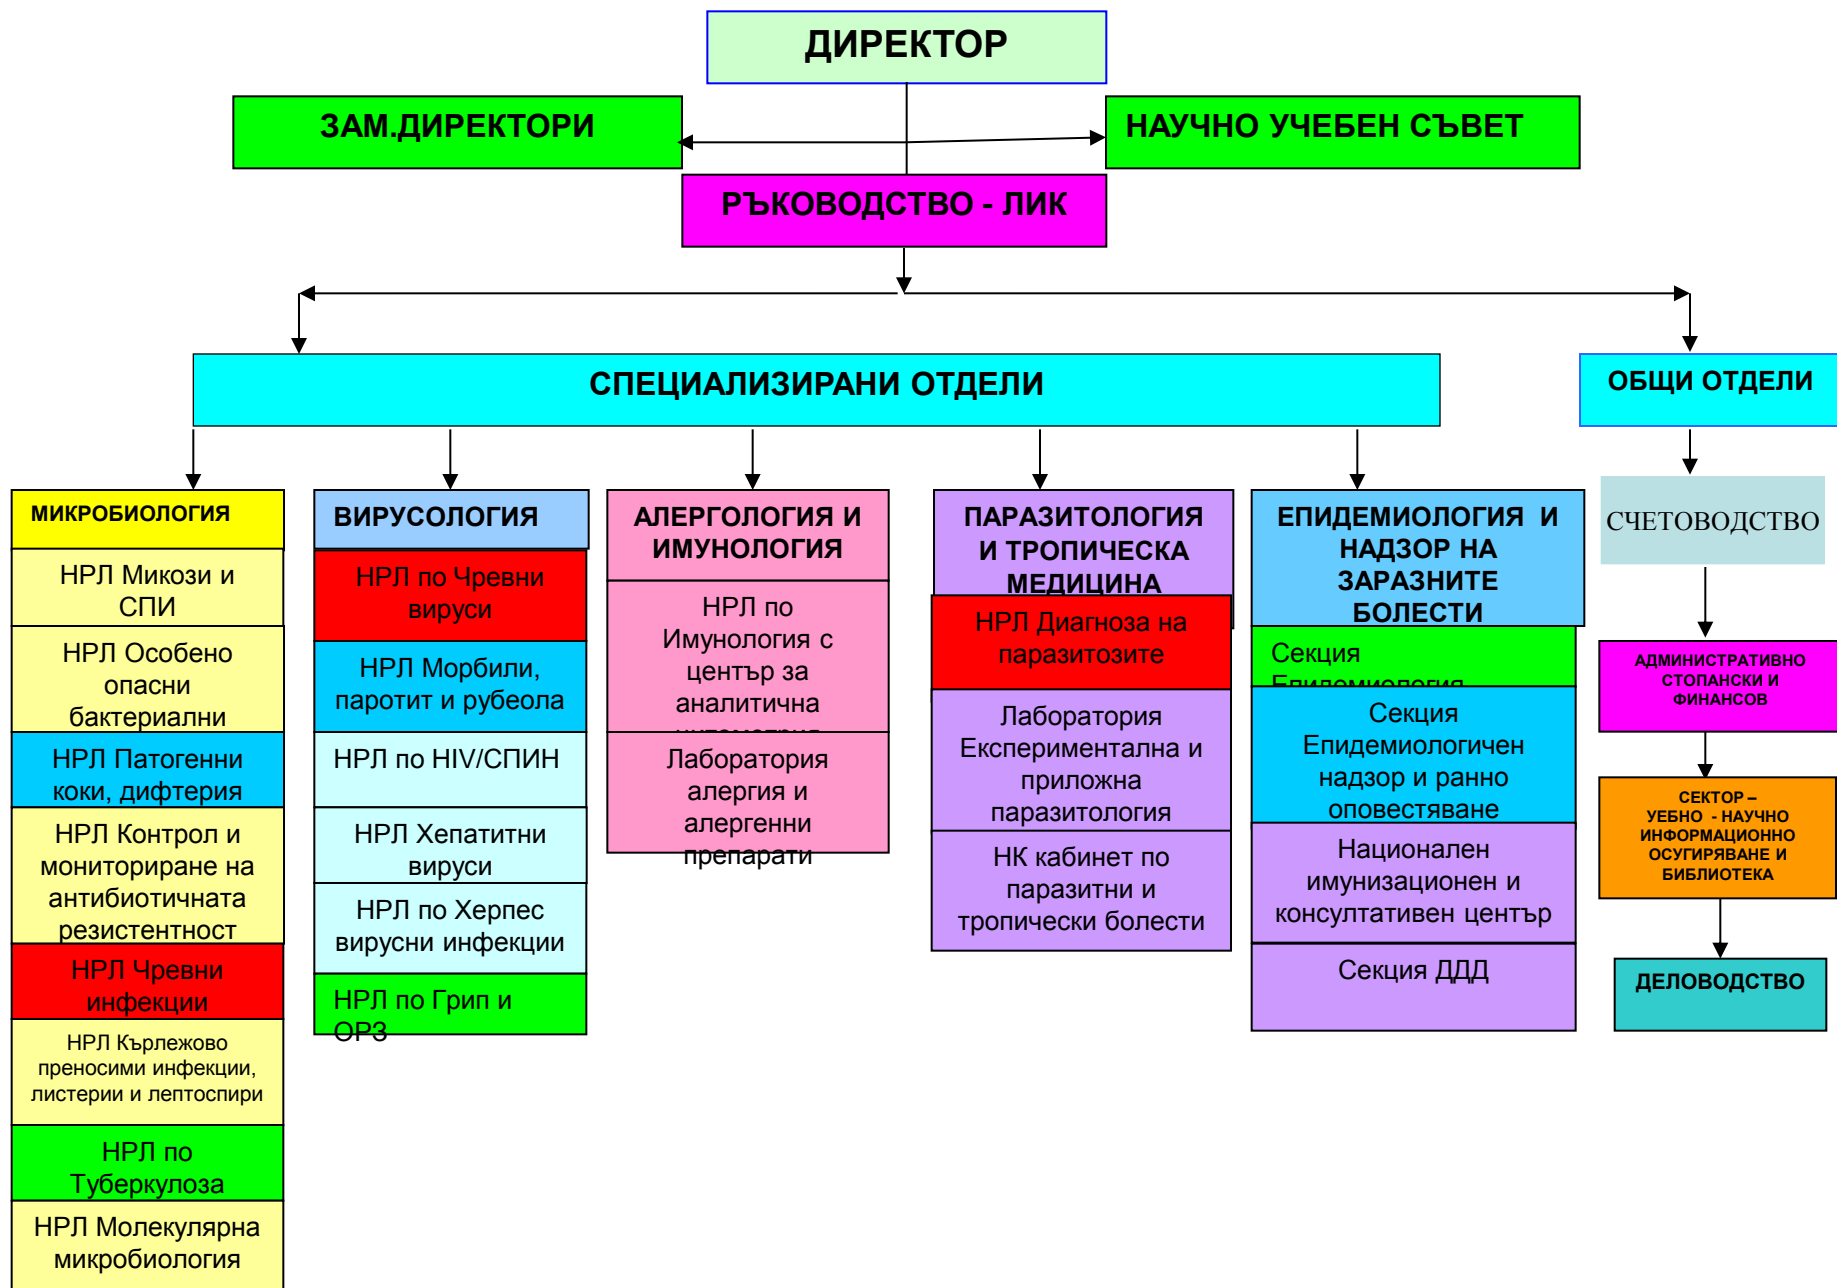 ДИРЕКТОР
ЗАМ.ДИРЕКТОРИ
НАУЧНО УЧЕБЕН СЪВЕТ
РЪКОВОДСТВО - ЛИК
СПЕЦИАЛИЗИРАНИ ОТДЕЛИ
ОБЩИ ОТДЕЛИ
МИКРОБИОЛОГИЯ
НРЛ Микози и
СПИ
НРЛ Особено
опасни
бактериални
НРЛ Патогенни
коки, дифтерия
НРЛ Контрол и
мониториране на
антибиотичната
резистентност
НРЛ Чревни
инфекции
НРЛ Кърлежово
преносими инфекции,
листерии и лептоспири
НРЛ по
Туберкулоза
НРЛ Молекулярна
микробиология
ВИРУСОЛОГИЯ
НРЛ по Чревни
вируси
НРЛ Морбили,
паротит и рубеола
НРЛ по HIV/СПИН
НРЛ Хепатитни
вируси
НРЛ по Херпес
вирусни инфекции
НРЛ по Грип и
ОРЗ
АЛЕРГОЛОГИЯ И
ИМУНОЛОГИЯ
НРЛ по
Имунология с
център за
аналитична
цитометрия
Лаборатория
алергия и
алергенни
препарати
ПАРАЗИТОЛОГИЯ
И ТРОПИЧЕСКА
МЕДИЦИНА
НРЛ Диагноза на
паразитозите
Лаборатория
Експериментална и
приложна
паразитология
НК кабинет по
паразитни и
тропически болести
ЕПИДЕМИОЛОГИЯ И
НАДЗОР НА
ЗАРАЗНИТЕ
БОЛЕСТИ
Секция
Епидемиология
Секция
Епидемиологичен
надзор и ранно
оповестяване
Национален
имунизационен и
консултативен център
Секция ДДД
СЧЕТОВОДСТВО
АДМИНИСТРАТИВНО
СТОПАНСКИ И
ФИНАНСОВ
СЕКТОР –
УЕБНО - НАУЧНО
ИНФОРМАЦИОННО
ОСУГИРЯВАНЕ И
БИБЛИОТЕКА
ДЕЛОВОДСТВО